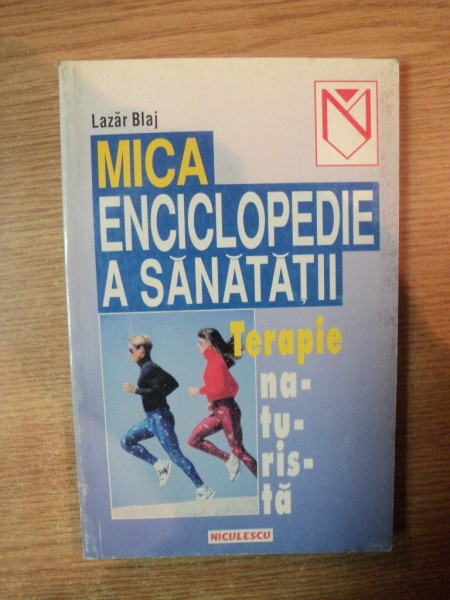 Lazăr Blaj
MICA
ENCICLOPEDIE
A SĂNĂTĂȚII
Terapie
na-
tu-
ris-
tă
NICULESCU